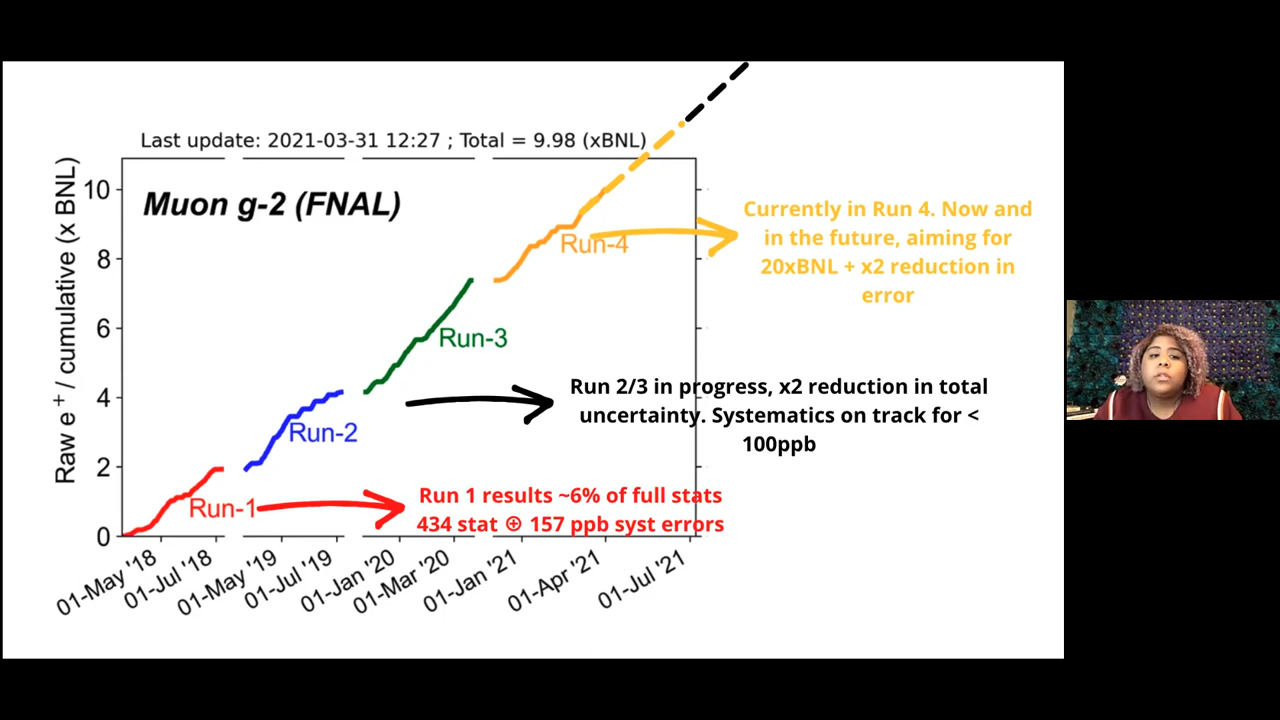 Last update: 2021-03-31 12:27 ; Total = 9.98 (xBNL)
Muon g-2 (FNAL)
Raw e+ / cumulative (x BNL)
10
8
6
4
2
0
Run-4
Currently in Run 4. Now and
in the future, aiming for
20xBNL + x2 reduction in
error
Run-3
Run 2/3 in progress, x2 reduction in total
uncertainty. Systematics on track for <
100ppb
Run-2
Run-1
Run 1 results ~6% of full stats
434 stat ⊕ 157 ppb syst errors
01-May '18
01-Jul '18
01-May '19
01-Jul '19
01-Jan '20
01-Mar '20
01-Jan '21
01-Apr '21
01-Jul '21